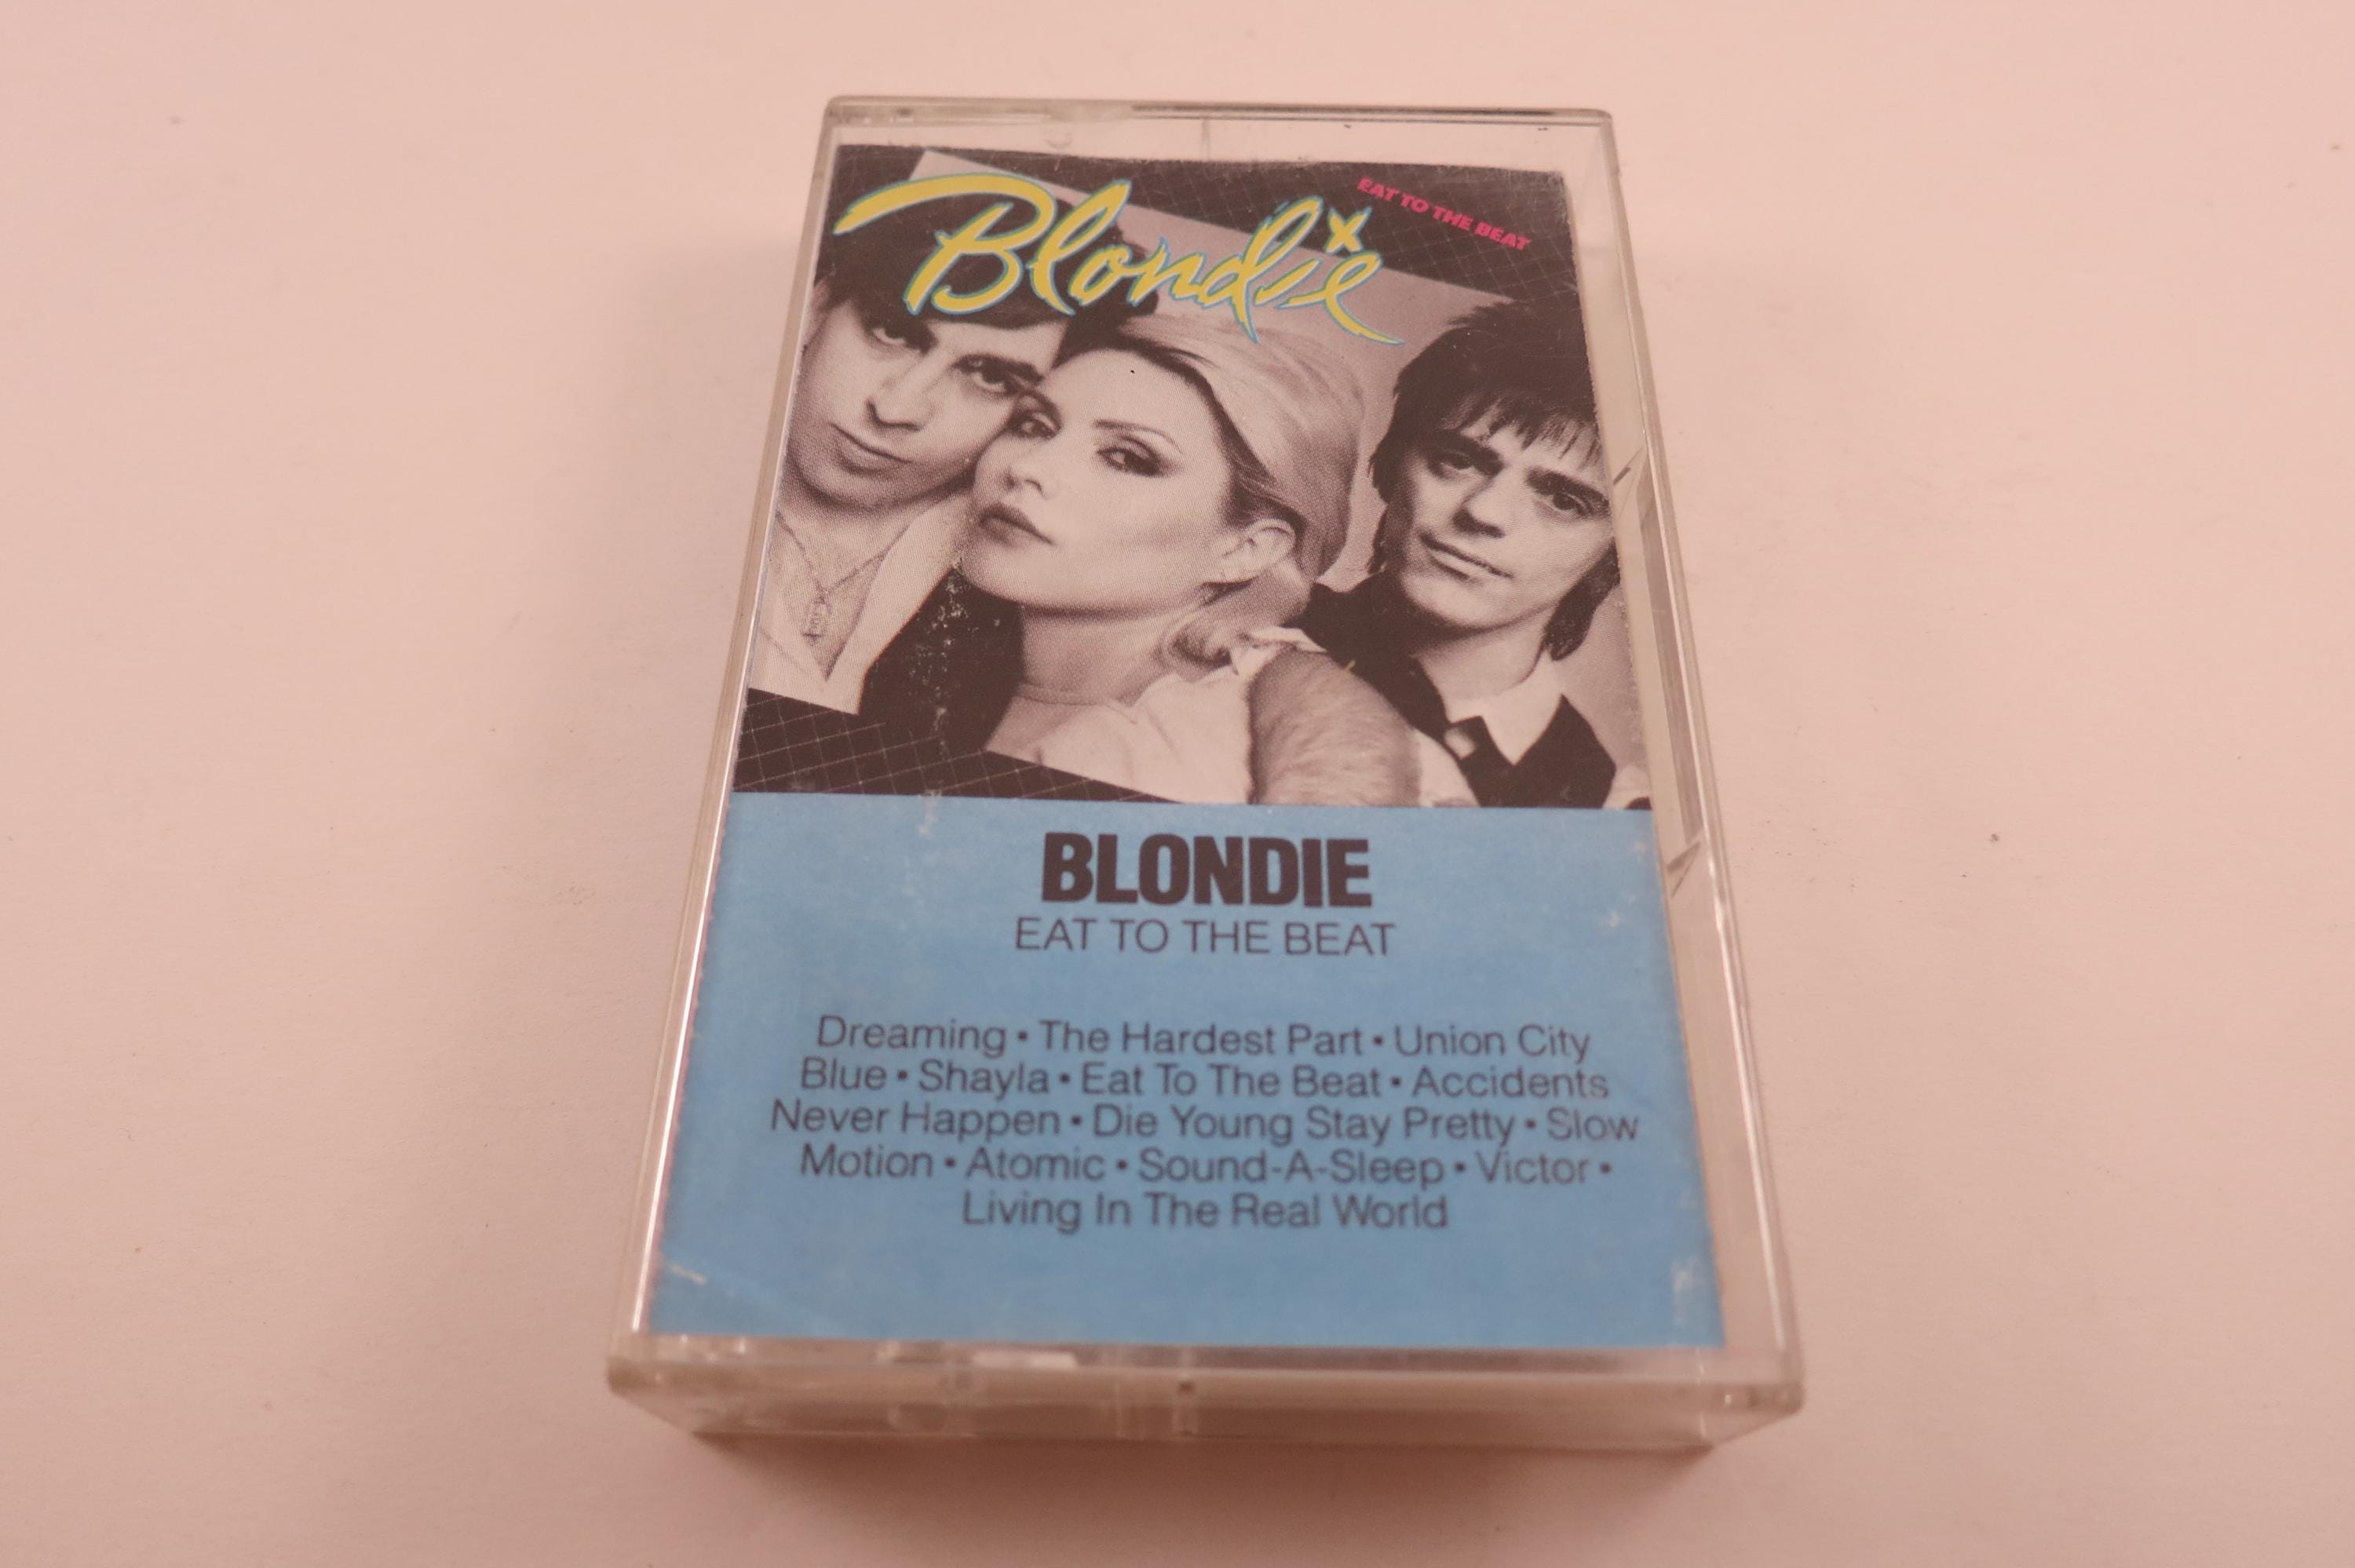 Blondie
EAT TO THE BEAT
BLONDIE
EAT TO THE BEAT
Dreaming • The Hardest Part • Union City
Blue • Shayla • Eat To The Beat • Accidents
Never Happen • Die Young Stay Pretty • Slow
Motion • Atomic • Sound-A-Sleep • Victor •
Living In The Real World